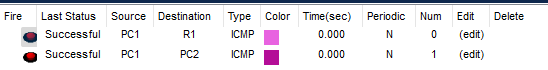 Fire Last Status Source Destination Type Color Time(sec) Periodic Num Edit Delete
Successful PC1 R1 ICMP 0.000 N 0 (edit)
Successful PC1 PC2 ICMP 0.000 N 1 (edit)